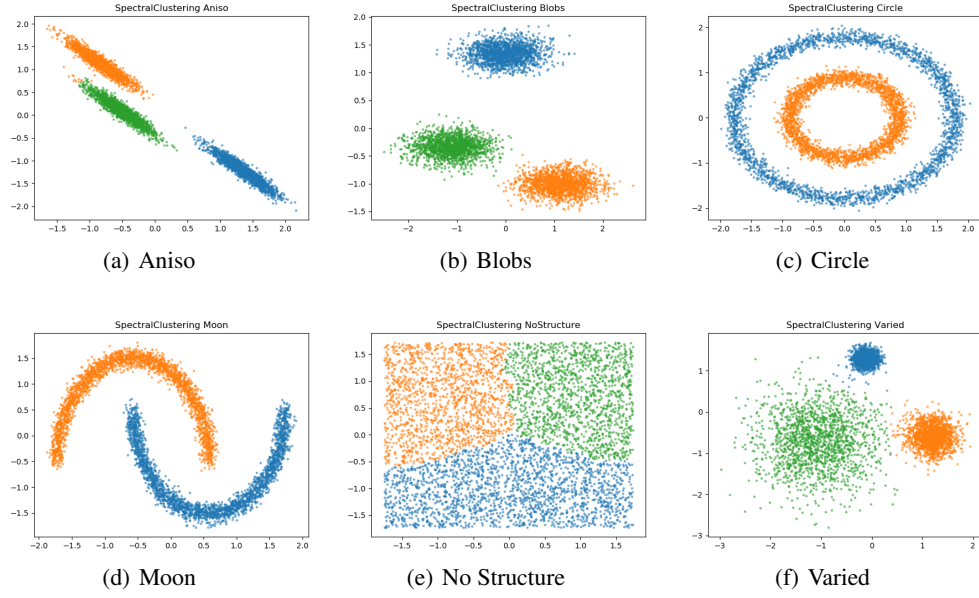 SpectralClustering Aniso
2.0
1.5
1.0
0.5
0.0
−0.5
−1.0
−1.5
−2.0
−1.5 −1.0 −0.5 0.0 0.5 1.0 1.5 2.0
(a) Aniso
SpectralClustering Blobs
2.0
1.5
1.0
0.5
0.0
−0.5
−1.0
−1.5
−2 −1 0 1 2
(b) Blobs
SpectralClustering Circle
2
1
0
−1
−2
−2.0 −1.5 −1.0 −0.5 0.0 0.5 1.0 1.5 2.0
(c) Circle
SpectralClustering Moon
1.5
1.0
0.5
0.0
−0.5
−1.0
−1.5
−2.0 −1.5 −1.0 −0.5 0.0 0.5 1.0 1.5 2.0
(d) Moon
SpectralClustering NoStructure
1.5
1.0
0.5
0.0
−0.5
−1.0
−1.5
−1.5 −1.0 −0.5 0.0 0.5 1.0 1.5
(e) No Structure
SpectralClustering Varied
1
0
−1
−2
−3
−3 −2 −1 0 1 2
(f) Varied